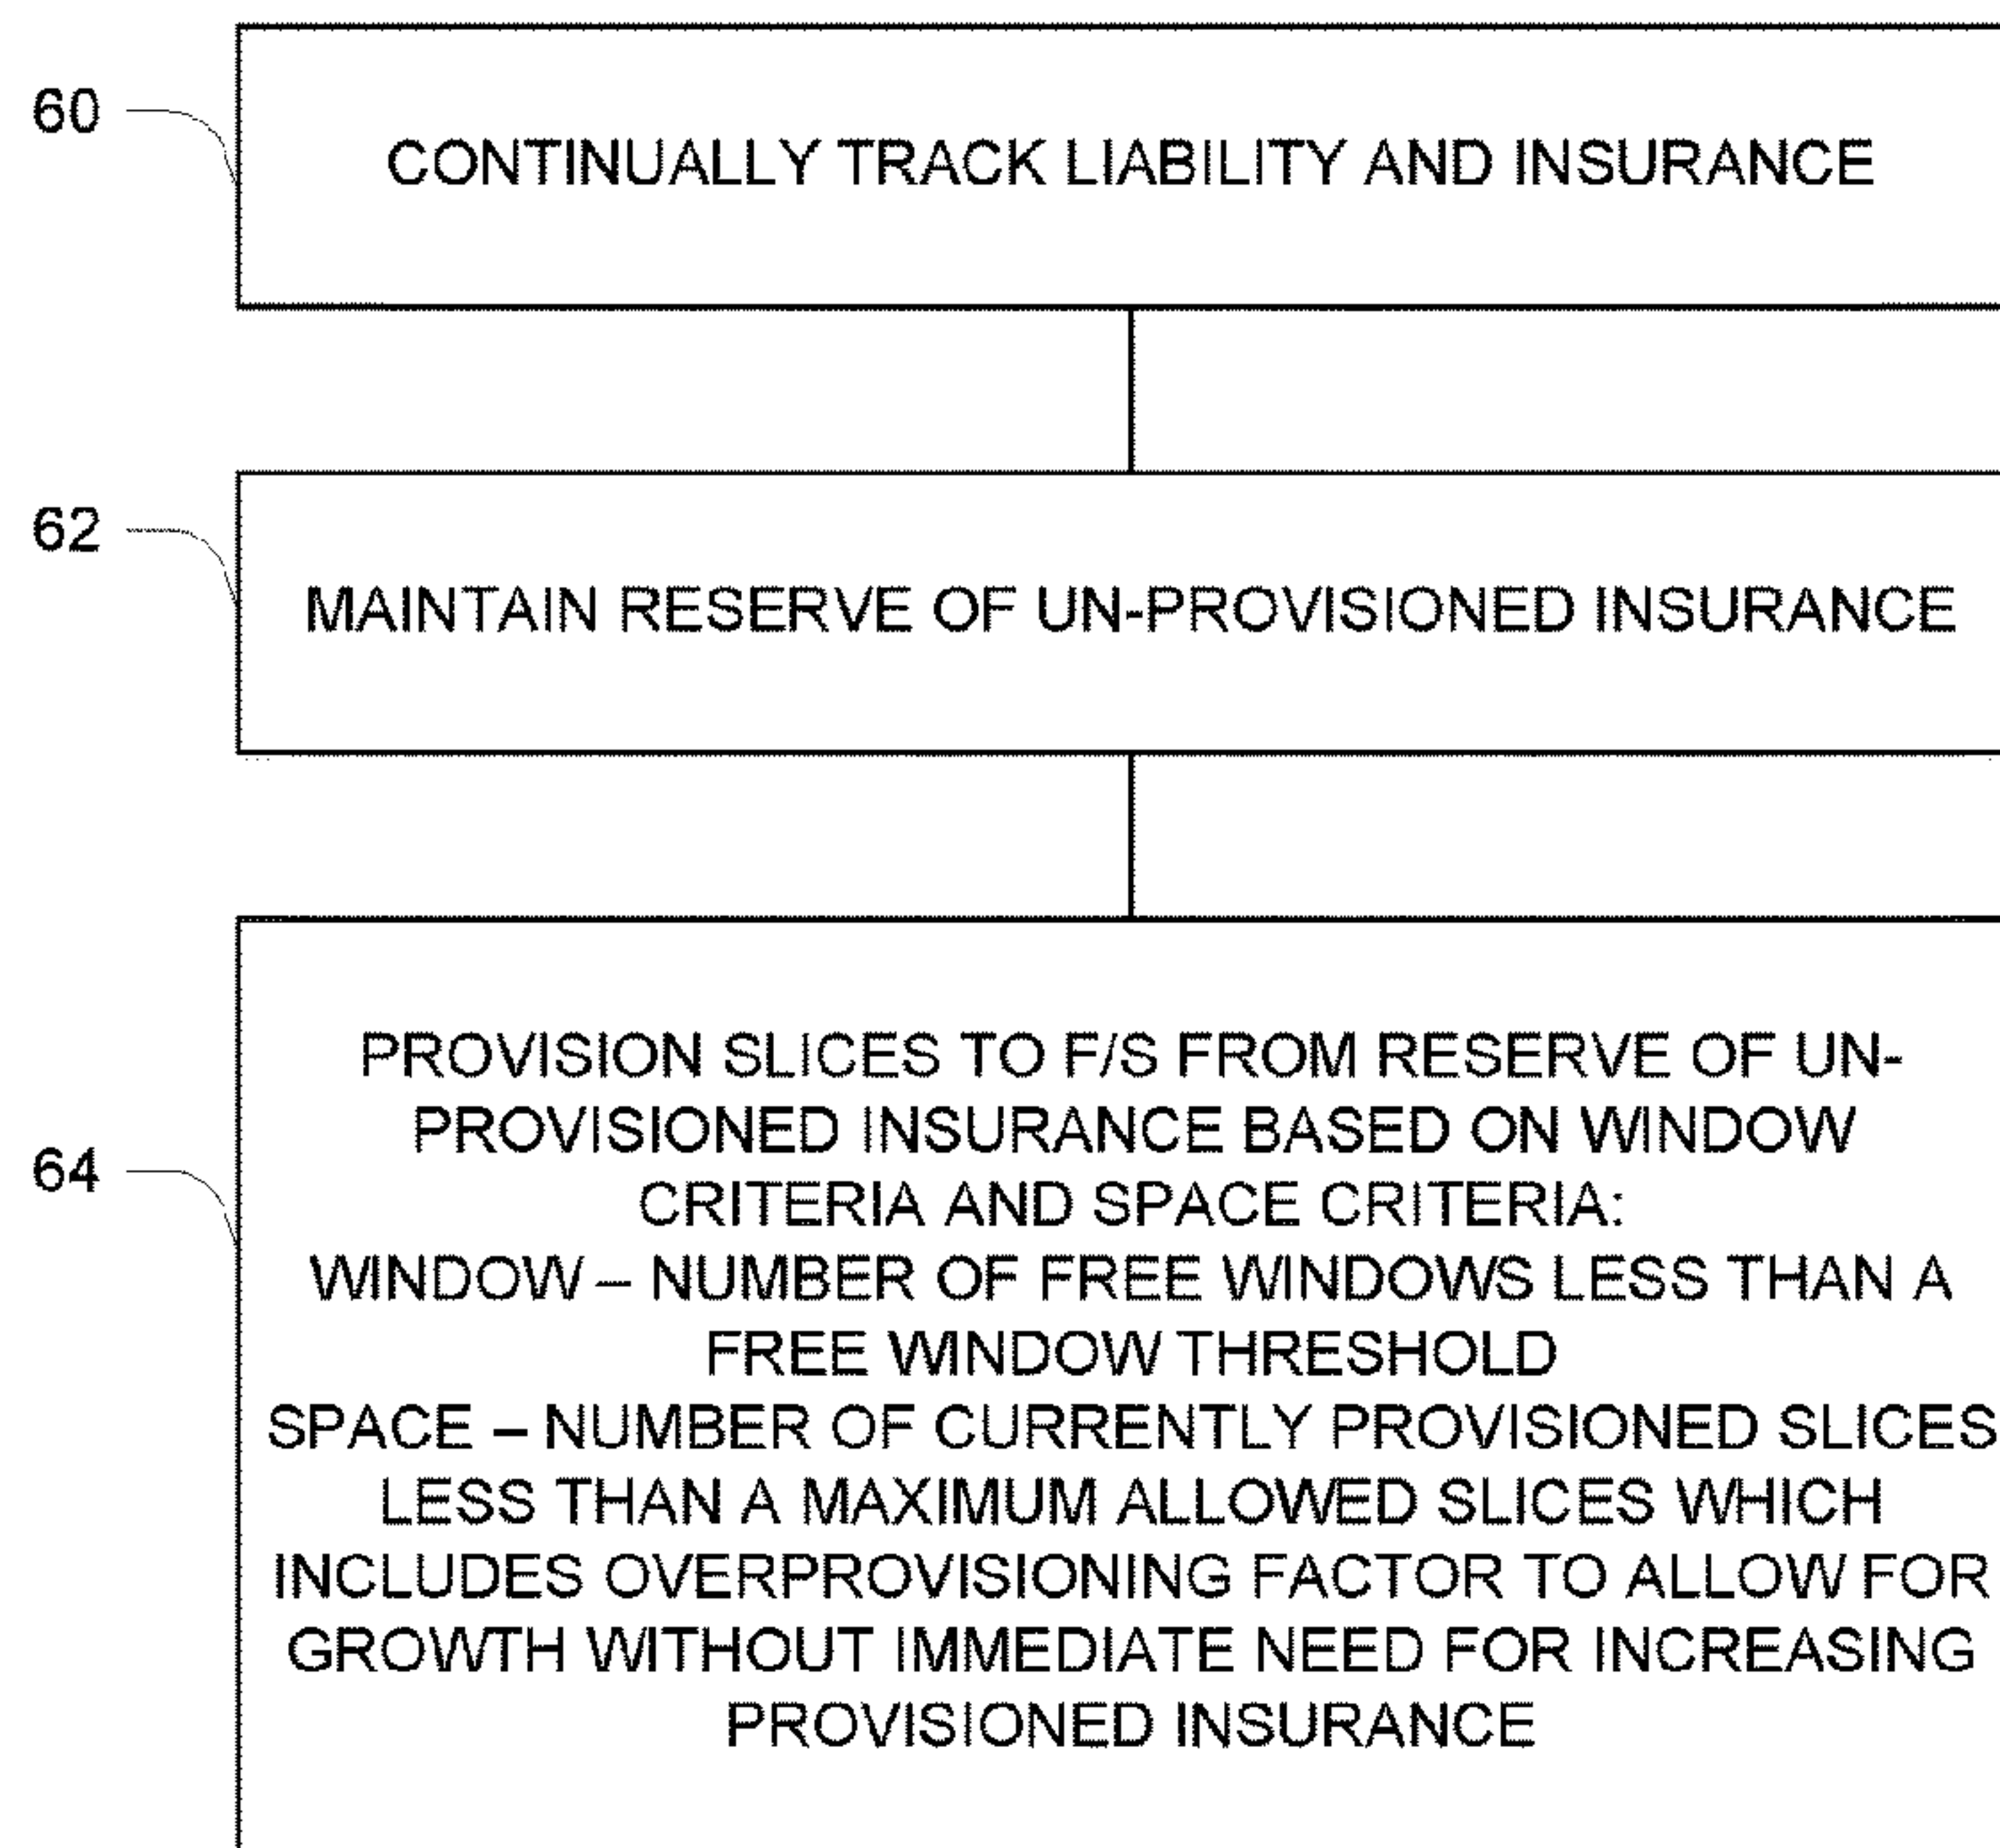 60
CONTINUALLY TRACK LIABILITY AND INSURANCE
62
MAINTAIN RESERVE OF UN-PROVISIONED INSURANCE
64
PROVISION SLICES TO F/S FROM RESERVE OF UN-
PROVISIONED INSURANCE BASED ON WINDOW
CRITERIA AND SPACE CRITERIA:
WINDOW – NUMBER OF FREE WINDOWS LESS THAN A
FREE WINDOW THRESHOLD
SPACE – NUMBER OF CURRENTLY PROVISIONED SLICES
LESS THAN A MAXIMUM ALLOWED SLICES WHICH
INCLUDES OVERPROVISIONING FACTOR TO ALLOW FOR
GROWTH WITHOUT IMMEDIATE NEED FOR INCREASING
PROVISIONED INSURANCE